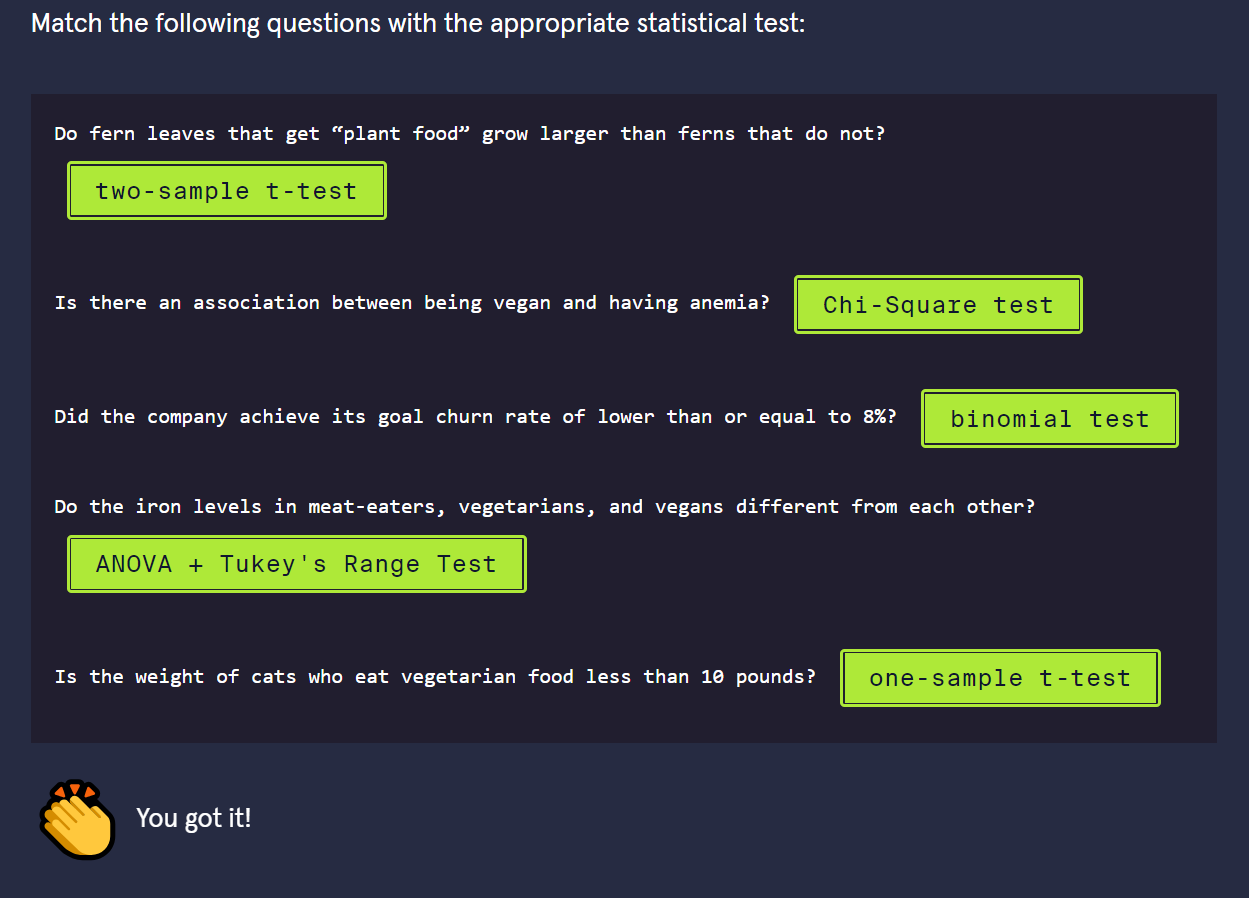 Match the following questions with the appropriate statistical test:
Do fern leaves that get “plant food” grow larger than ferns that do not?
two-sample t-test
Is there an association between being vegan and having anemia? Chi-Square test
Did the company achieve its goal churn rate of lower than or equal to 8%? binomial test
Do the iron levels in meat-eaters, vegetarians, and vegans different from each other?
ANOVA + Tukey's Range Test
Is the weight of cats who eat vegetarian food less than 10 pounds? one-sample t-test
You got it!